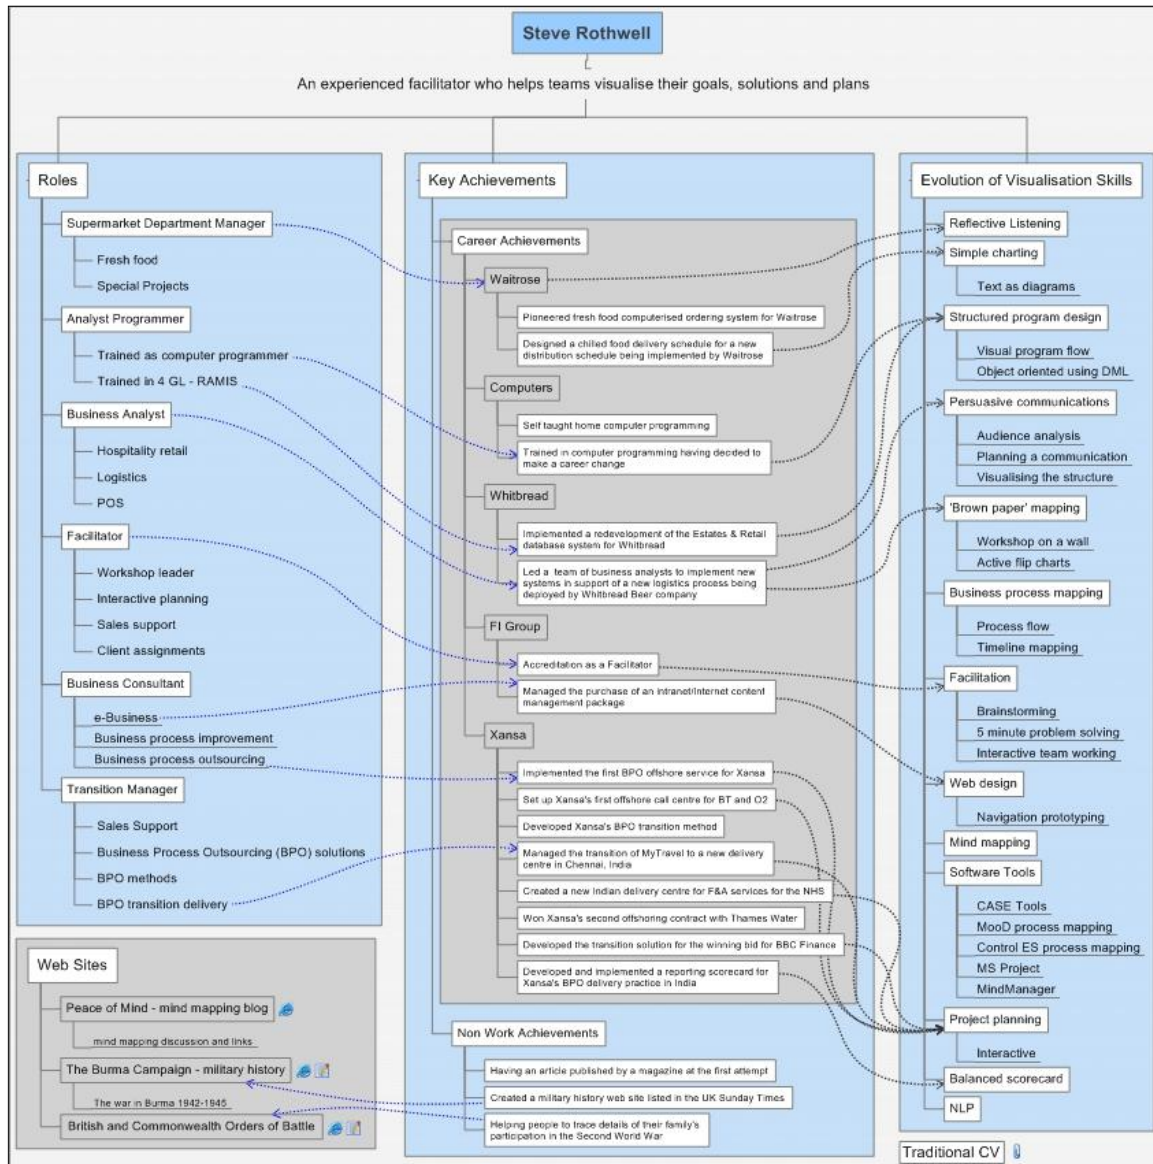 Steve Rothwell
An experienced facilitator who helps teams visualise their goals, solutions and plans
Roles
Supermarket Department Manager
Fresh food
Special Projects
Analyst Programmer
Trained as computer programmer
Trained in 4 GL - RAMIS
Business Analyst
Hospitality retail
Logistics
POS
Facilitator
Workshop leader
Interactive planning
Sales support
Client assignments
Business Consultant
e-Business
Business process improvement
Business process outsourcing
Transition Manager
Sales Support
Business Process Outsourcing (BPO) solutions
BPO methods
BPO transition delivery
Web Sites
Peace of Mind - mind mapping blog
mind mapping discussion and links
The Burma Campaign - military history
The war in Burma 1942-1945
British and Commonwealth Orders of Battle
Key Achievements
Career Achievements
Waitrose
Pioneered fresh food computerised ordering system for Waitrose
Designed a chilled food delivery schedule for a new
distribution schedule being implemented by Waitrose
Computers
Self taught home computer programming
Trained in computer programming having decided to
make a career change
Whitbread
Implemented a redevelopment of the Estates & Retail
database system for Whitbread
Led a team of business analysts to implement new
systems in support of a new logistics process being
deployed by Whitbread Beer company
FI Group
Accreditation as a Facilitator
Managed the purchase of an intranet/Internet content
management package
Xansa
Implemented the first BPO offshore service for Xansa
Set up Xansa's first offshore call centre for BT and O2
Developed Xansa's BPO transition method
Managed the transition of MyTravel to a new delivery
centre in Chennai, India
Created a new Indian delivery centre for F&A services for the NHS
Won Xansa's second offshoring contract with Thames Water
Developed the transition solution for the winning bid for BBC Finance
Developed and implemented a reporting scorecard for
Xansa's BPO delivery practice in India
Non Work Achievements
Having an article published by a magazine at the first attempt
Created a military history web site listed in the UK Sunday Times
Helping people to trace details of their family's
participation in the Second World War
Evolution of Visualisation Skills
Reflective Listening
Simple charting
Text as diagrams
Structured program design
Visual program flow
Object oriented using DML
Persuasive communications
Audience analysis
Planning a communication
Visualising the structure
'Brown paper' mapping
Workshop on a wall
Active flip charts
Business process mapping
Process flow
Timeline mapping
Facilitation
Brainstorming
5 minute problem solving
Interactive team working
Web design
Navigation prototyping
Mind mapping
Software Tools
CASE Tools
MooD process mapping
Control ES process mapping
MS Project
MindManager
Project planning
Interactive
Balanced scorecard
NLP
Traditional CV